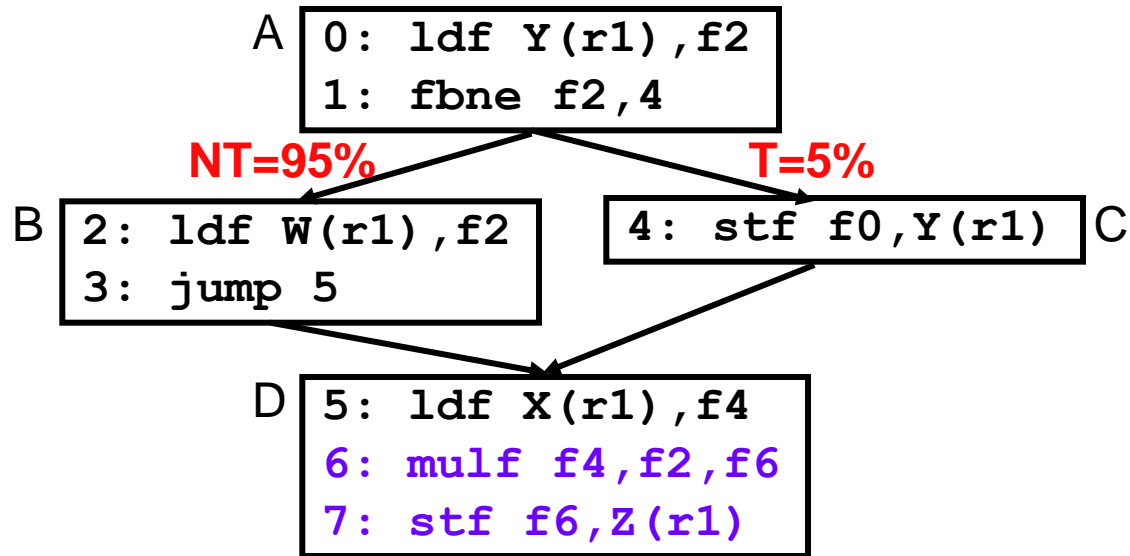 A
0: ldf Y(r1),f2
1: fbne f2,4
NT=95%
T=5%
B
2: ldf W(r1),f2
3: jump 5
4: stf f0,Y(r1)
C
D
5: ldf X(r1),f4
6: mulf f4,f2,f6
7: stf f6,Z(r1)